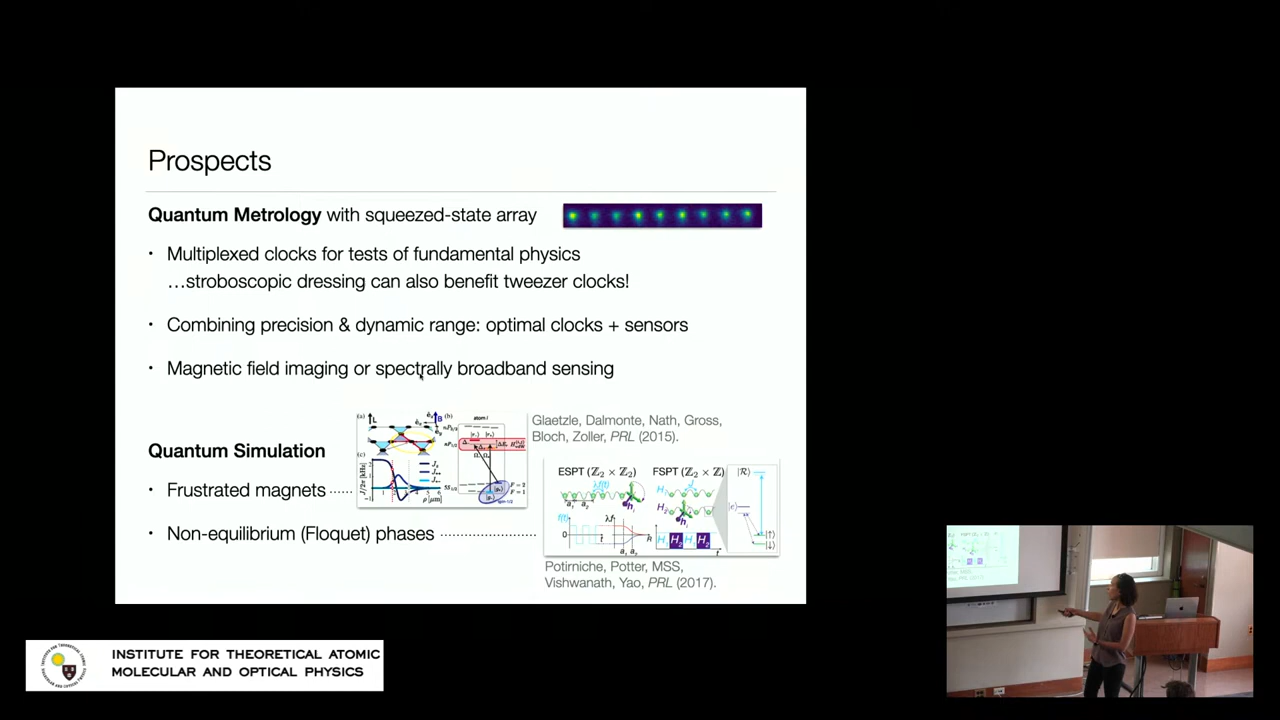 Prospects
Quantum Metrology with squeezed-state array
· Multiplexed clocks for tests of fundamental physics
…stroboscopic dressing can also benefit tweezer clocks!
· Combining precision & dynamic range: optimal clocks + sensors
· Magnetic field imaging or spectrally broadband sensing
Glaetzle, Dalmonte, Nath, Gross,
Bloch, Zoller, PRL (2015).
Quantum Simulation
· Frustrated magnets
ESPT (ℤ₂ × ℤ₂) FSPT (ℤ₂ × ℤ)
· Non-equilibrium (Floquet) phases
Potirniche, Potter, MSS,
Vishwanath, Yao, PRL (2017).
INSTITUTE FOR THEORETICAL ATOMIC
MOLECULAR AND OPTICAL PHYSICS